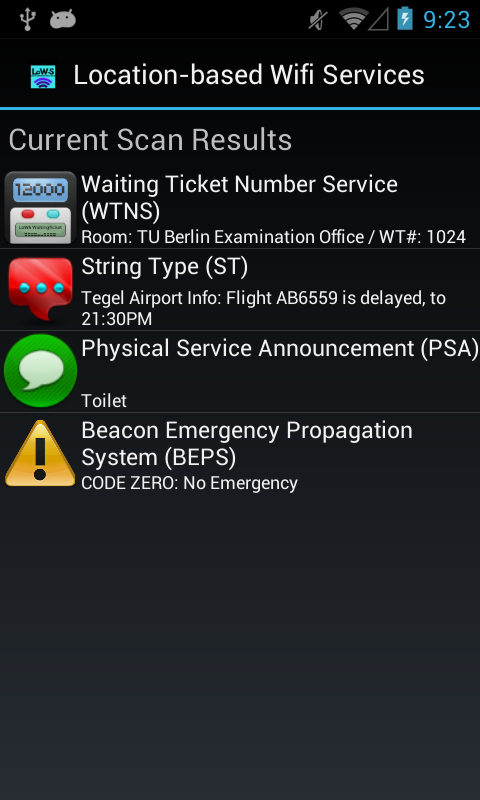 9:23
LoWS
Location-based Wifi Services
Current Scan Results
12000
Waiting Ticket Number Service
(WTNS)
Room: TU Berlin Examination Office / WT#: 1024
String Type (ST)
Tegel Airport Info: Flight AB6559 is delayed, to
21:30PM
Physical Service Announcement (PSA)
Toilet
Beacon Emergency Propagation
System (BEPS)
CODE ZERO: No Emergency